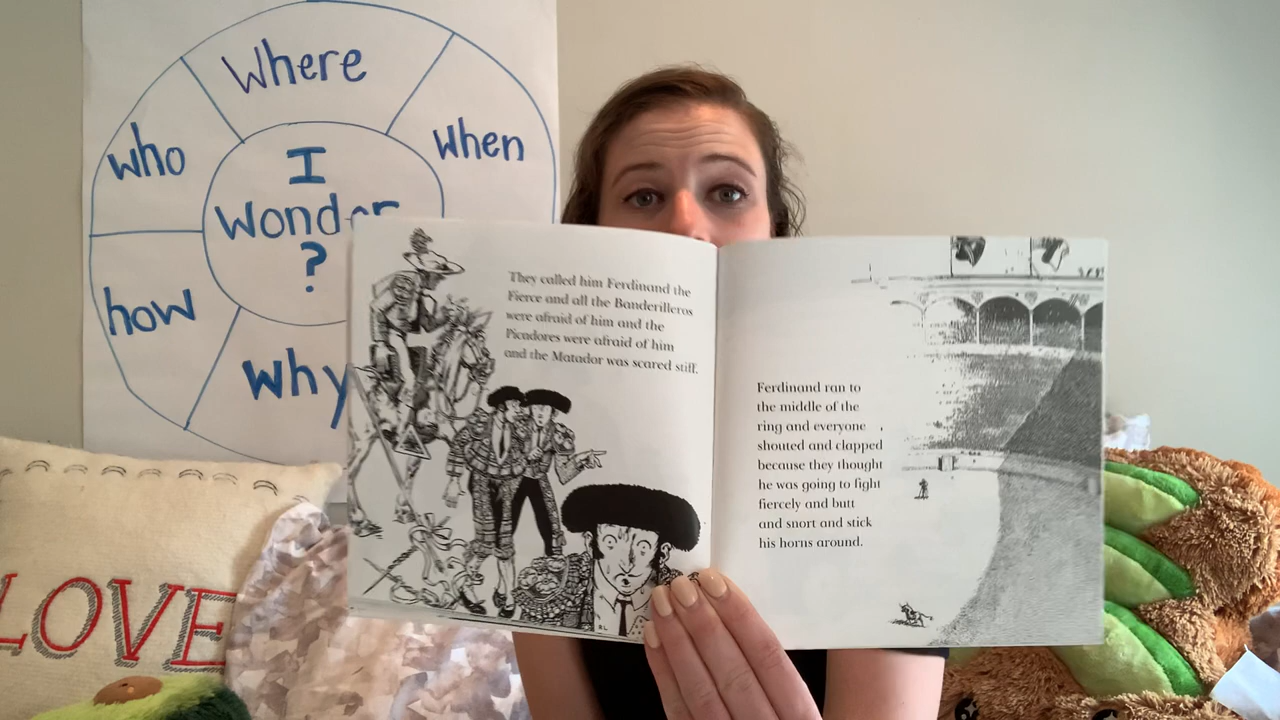 Where
who
When
I
Wonder
?
how
Why
They called him Ferdinand the
Fierce and all the Banderilleros
were afraid of him and the
Picadores were afraid of him
and the Matador was scared stiff.
Ferdinand ran to
the middle of the
ring and everyone
shouted and clapped
because they thought
he was going to fight
fiercely and butt
and snort and stick
his horns around.
LOVE